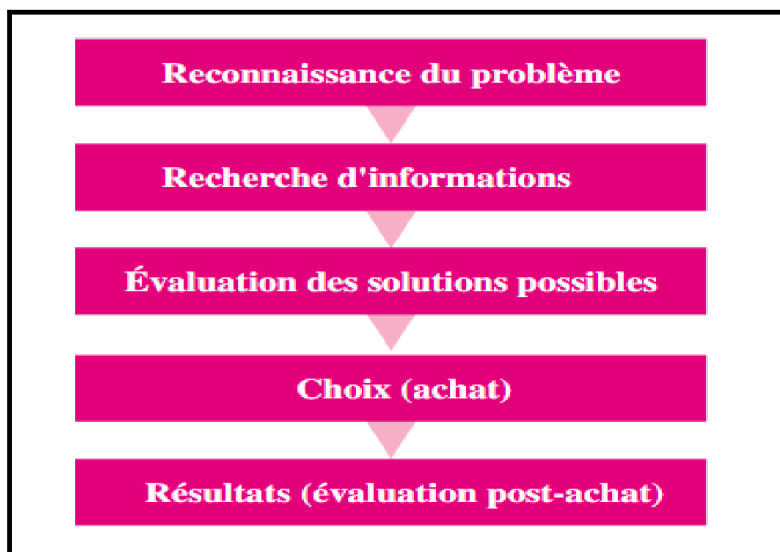 Reconnaissance du problème
Recherche d'informations
Évaluation des solutions possibles
Choix (achat)
Résultats (évaluation post-achat)